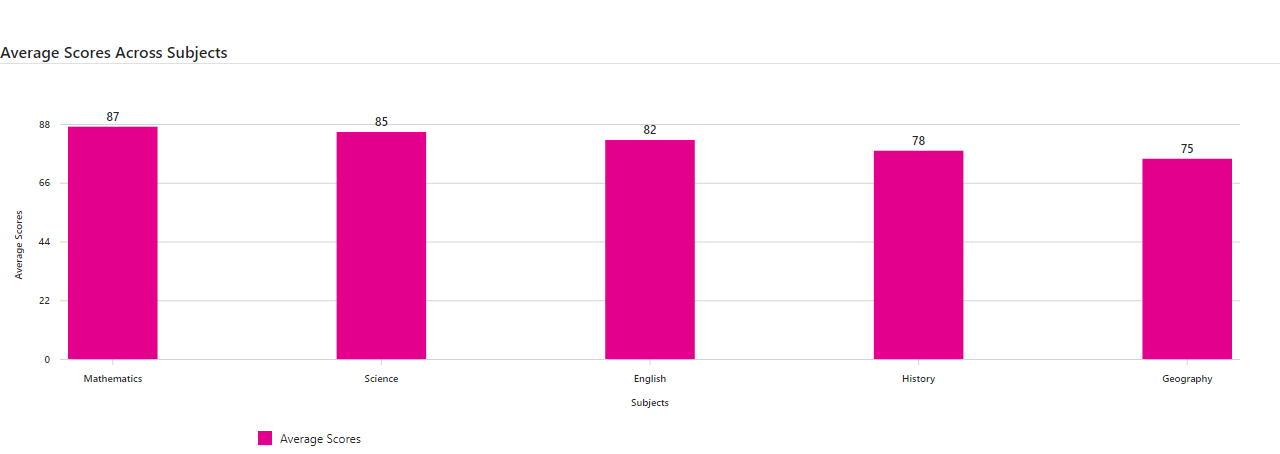 Average Scores Across Subjects
87
85
82
78
75
88
66
44
22
0
Average Scores
Mathematics Science English History Geography
Subjects
Average Scores